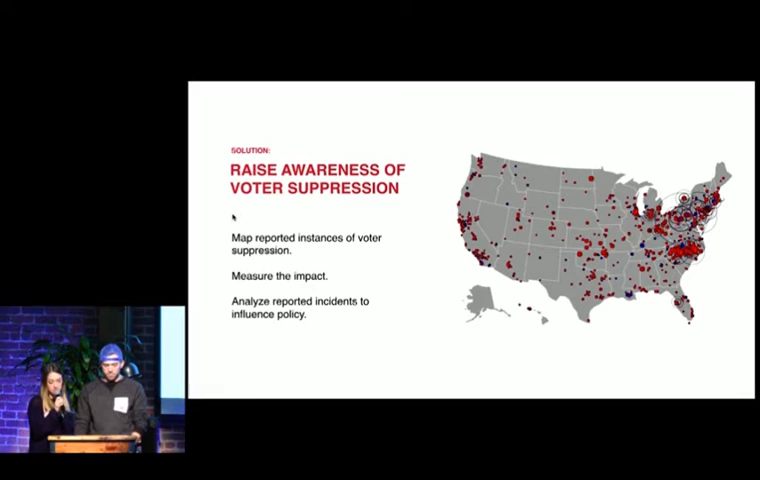 SOLUTION:
RAISE AWARENESS OF
VOTER SUPPRESSION
Map reported instances of voter
suppression.
Measure the impact.
Analyze reported incidents to
influence policy.